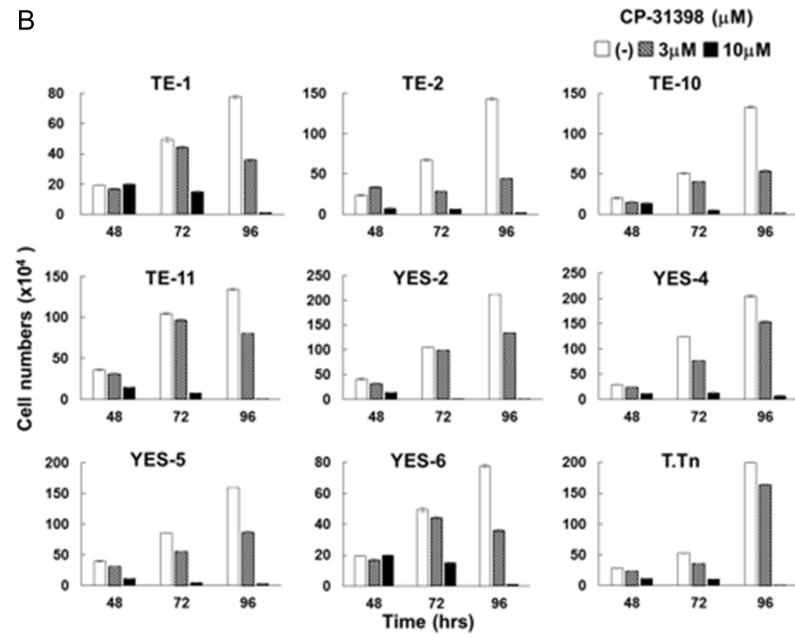 B
CP-31398 (μM)
(-) 3μM 10μM
TE-1
80
60
40
20
0
48 72 96
TE-2
150
100
50
0
48 72 96
TE-10
150
100
50
0
48 72 96
Cell numbers (x10⁴ )
TE-11
150
100
50
0
48 72 96
YES-2
250
200
150
100
50
0
48 72 96
YES-4
250
200
150
100
50
0
48 72 96
YES-5
200
150
100
50
0
48 72 96
YES-6
80
60
40
20
0
48 72 96
T.Tn
200
150
100
50
0
48 72 96
Time (hrs)